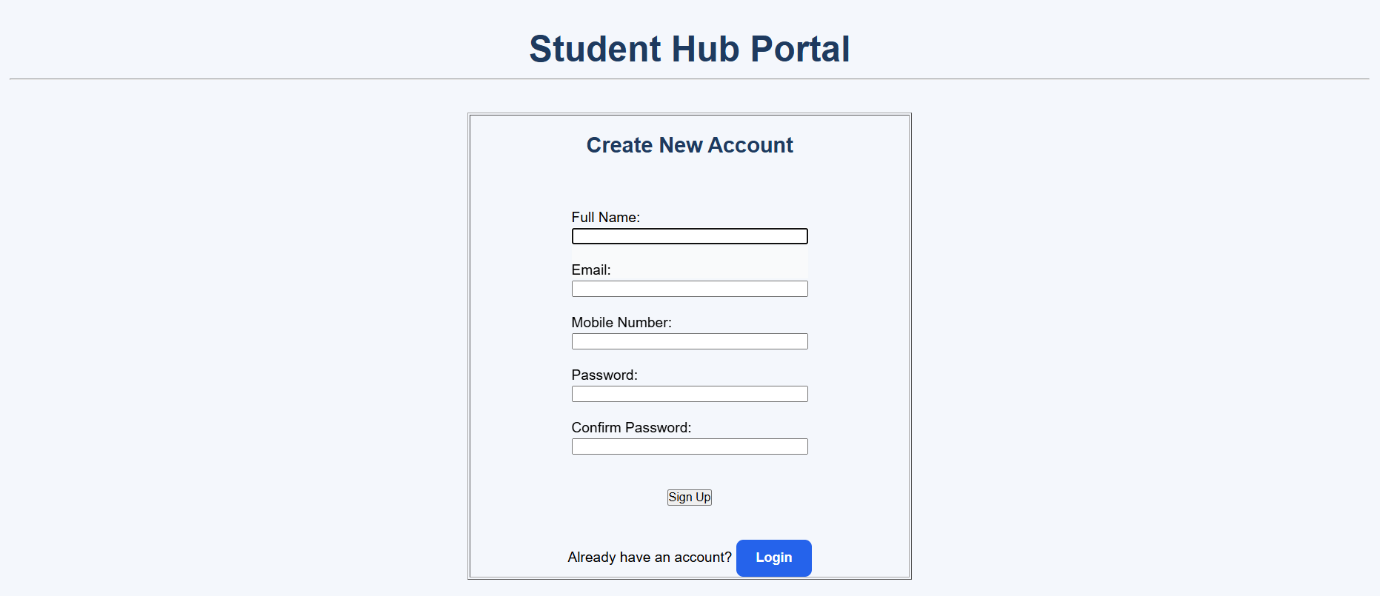 Student Hub Portal
Create New Account
Full Name:
Email:
Mobile Number:
Password:
Confirm Password:
Sign Up
Already have an account? Login